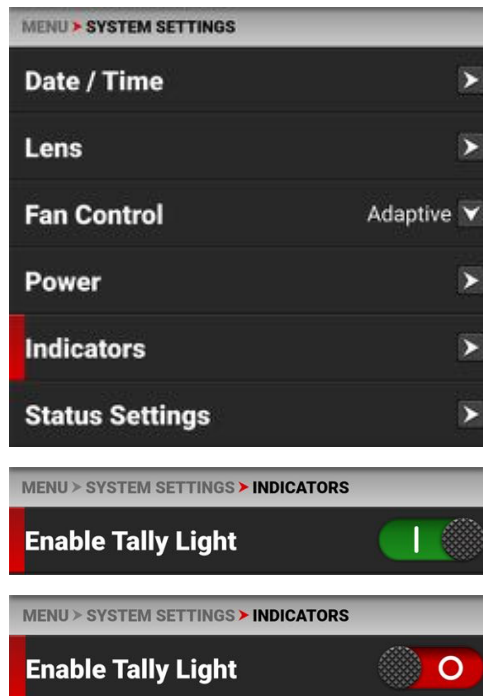 MENU > SYSTEM SETTINGS
Date / Time
Lens
Fan Control Adaptive
Power
Indicators
Status Settings
MENU > SYSTEM SETTINGS > INDICATORS
Enable Tally Light
MENU > SYSTEM SETTINGS > INDICATORS
Enable Tally Light